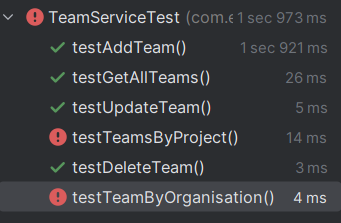 TeamServiceTest (com.e 1 sec 973 ms
testAddTeam() 1 sec 921 ms
testGetAllTeams() 26 ms
testUpdateTeam() 5 ms
testTeamsByProject() 14 ms
testDeleteTeam() 3 ms
testTeamByOrganisation() 4 ms